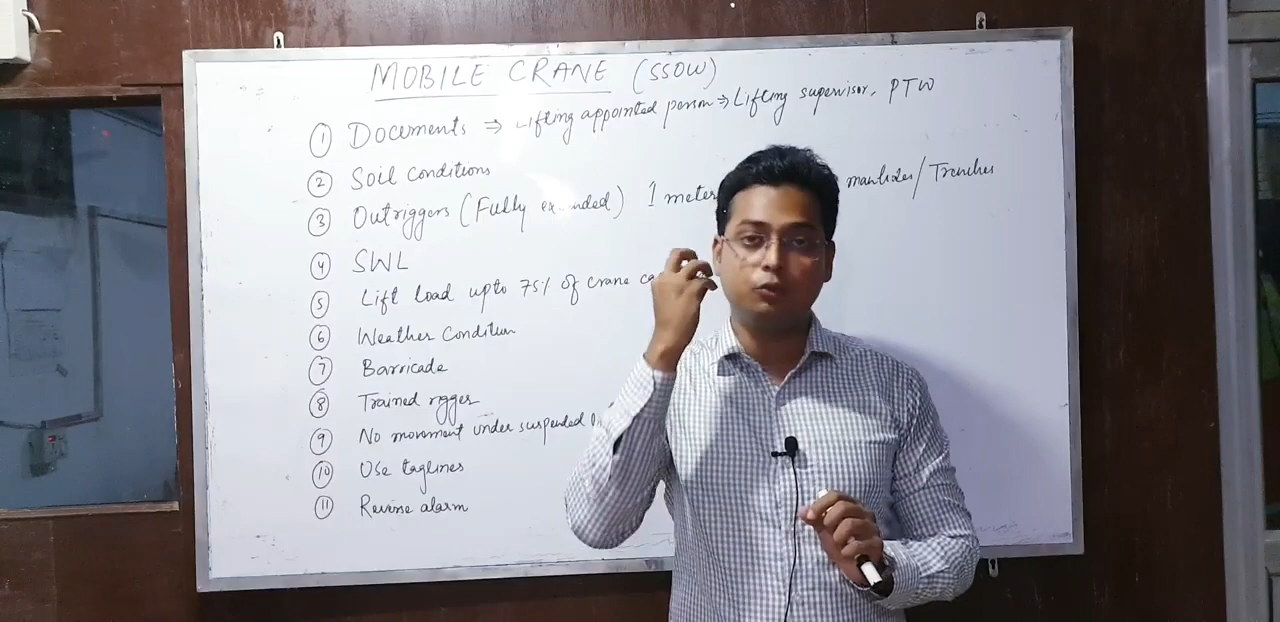 MOBILE CRANE (SSOW)
① Documents ⇒ Lifting appointed person ⇒ Lifting supervisor, PTW
② Soil conditions
③ Outriggers (Fully) 1 meter manholes/Trenches
④ SWL
⑤ Lift load upto 75% of crane
⑥ Weather Condition
⑦ Barricade
⑧ Trained rigger
⑨ No movement under suspended
⑩ Use taglines
⑪ Reverse alarm